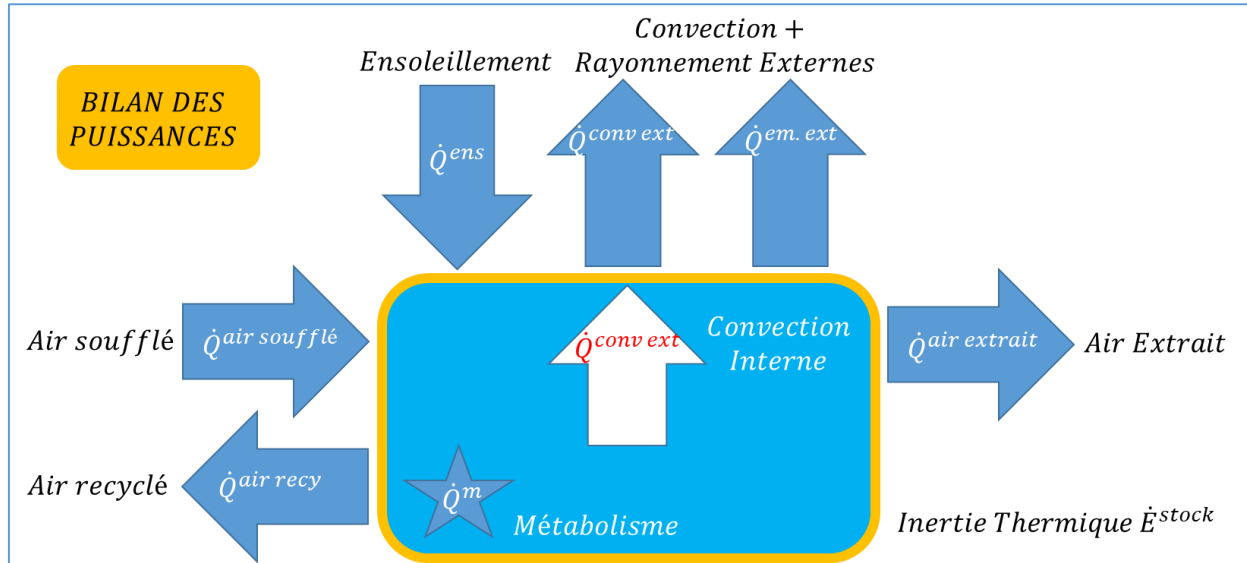 BILAN DES
PUISSANCES
Ensoleillement
Convection +
Rayonnement Externes
Q̇^ens
Q̇^conv ext
Q̇^em. ext
Air soufflé
Q̇^air soufflé
Q̇^conv ext
Convection
Interne
Q̇^air extrait
Air Extrait
Air recyclé
Q̇^air recy
Q̇^m
Métabolisme
Inertie Thermique Ė^stock